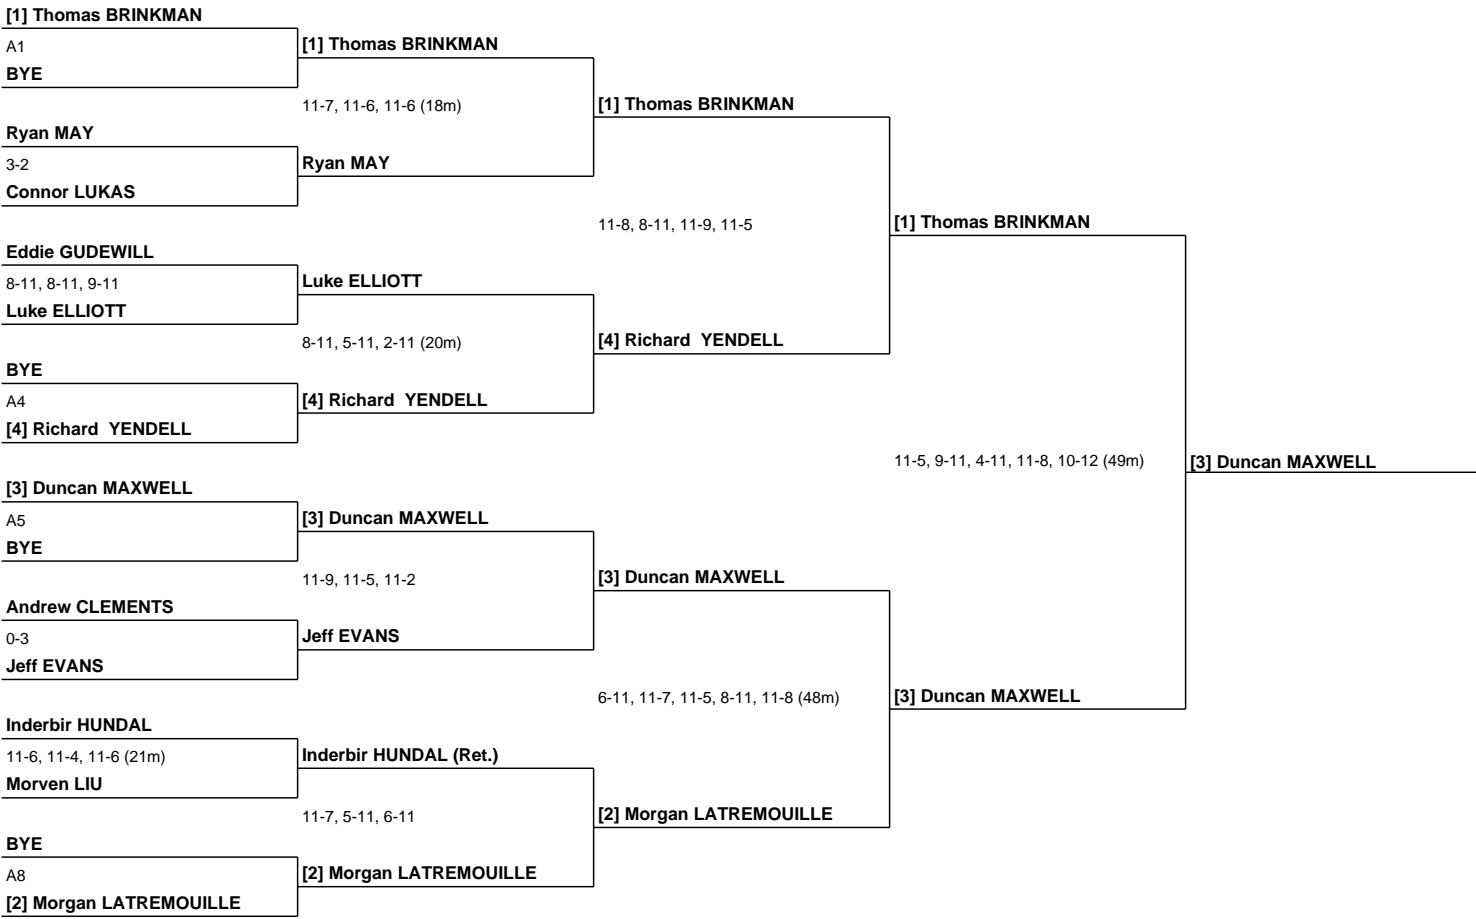 [1] Thomas BRINKMAN
A1
BYE
Ryan MAY
3-2
Connor LUKAS
Eddie GUDEWILL
8-11, 8-11, 9-11
Luke ELLIOTT
BYE
A4
[4] Richard  YENDELL
[3] Duncan MAXWELL
A5
BYE
Andrew CLEMENTS
0-3
Jeff EVANS
Inderbir HUNDAL
11-6, 11-4, 11-6 (21m)
Morven LIU
BYE
A8
[2] Morgan LATREMOUILLE
[1] Thomas BRINKMAN
11-7, 11-6, 11-6 (18m)
Ryan MAY
Luke ELLIOTT
8-11, 5-11, 2-11 (20m)
[4] Richard  YENDELL
[3] Duncan MAXWELL
11-9, 11-5, 11-2
Jeff EVANS
Inderbir HUNDAL (Ret.)
11-7, 5-11, 6-11
[2] Morgan LATREMOUILLE
[1] Thomas BRINKMAN
11-8, 8-11, 11-9, 11-5
[4] Richard  YENDELL
[3] Duncan MAXWELL
6-11, 11-7, 11-5, 8-11, 11-8 (48m)
[2] Morgan LATREMOUILLE
[1] Thomas BRINKMAN
11-5, 9-11, 4-11, 11-8, 10-12 (49m)
[3] Duncan MAXWELL
[3] Duncan MAXWELL